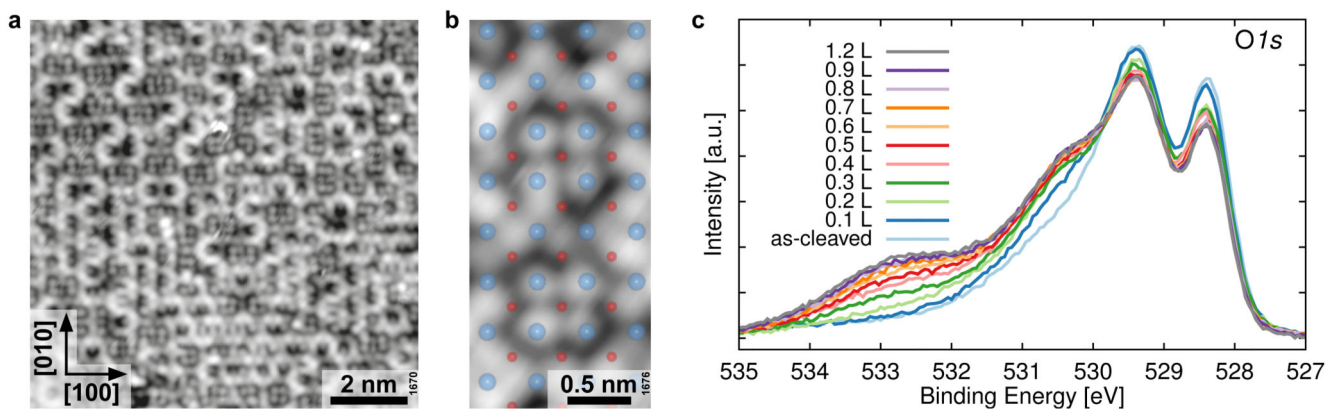 a
[010]
[100]
2 nm
1670
b
0.5 nm
1676
c
O1s
1.2 L
0.9 L
0.8 L
0.7 L
0.6 L
0.5 L
0.4 L
0.3 L
0.2 L
0.1 L
as-cleaved
Intensity [a.u.]
535 534 533 532 531 530 529 528 527
Binding Energy [eV]